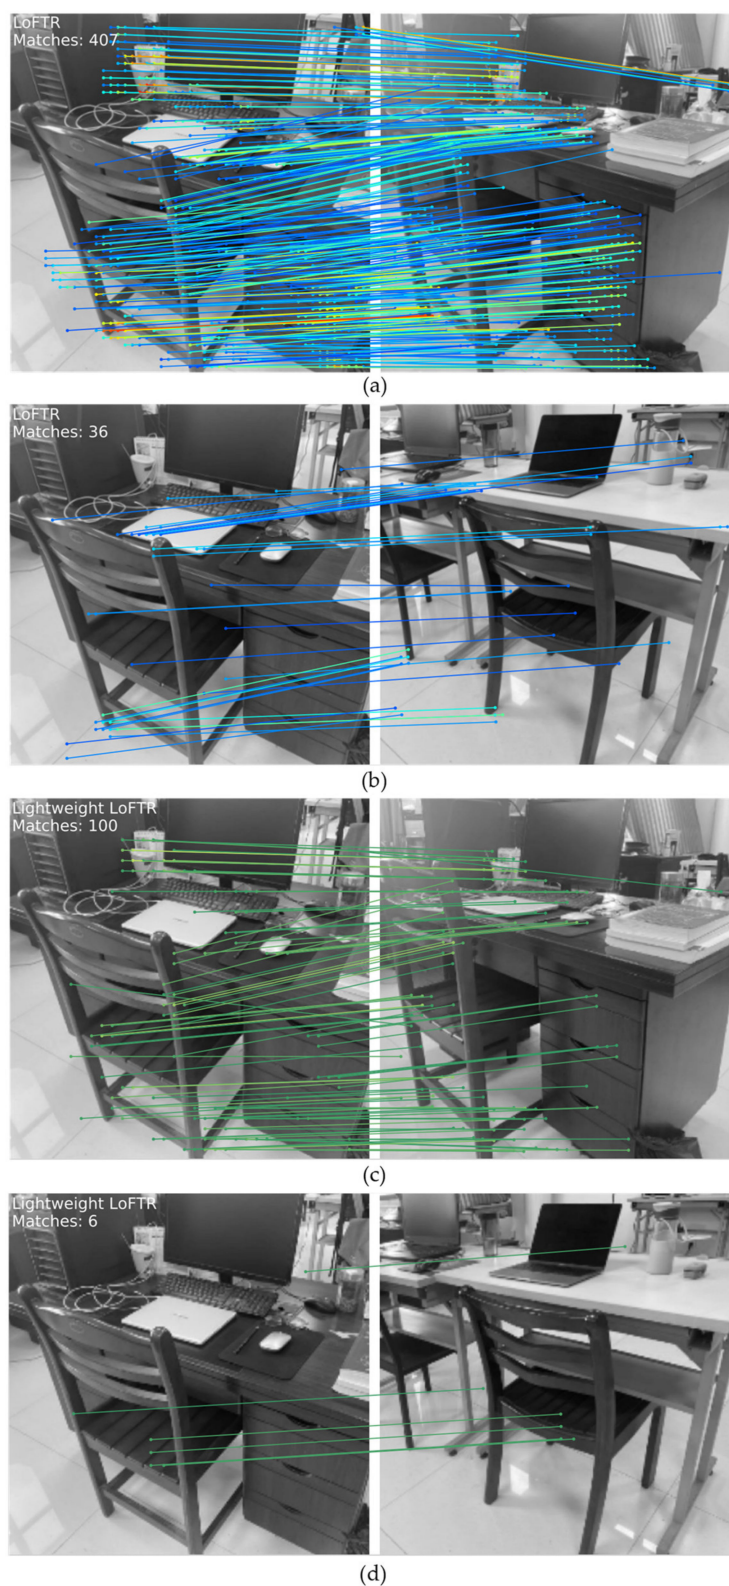 LoFTR
Matches: 407
(a)
LoFTR
Matches: 36
(b)
Lightweight LoFTR
Matches: 100
(c)
Lightweight LoFTR
Matches: 6
(d)